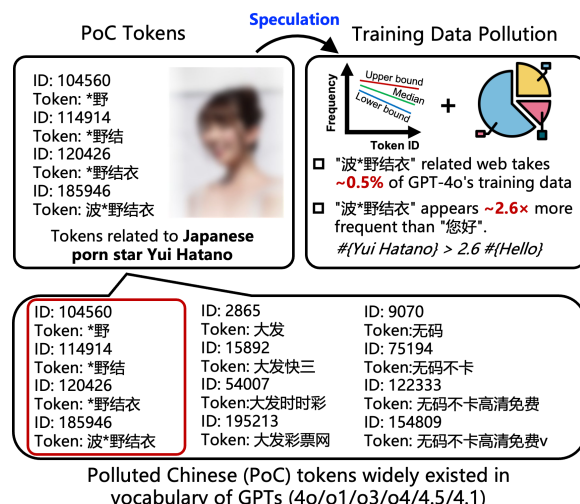 PoC Tokens
Speculation
Training Data Pollution
ID: 104560
Token: *野
ID: 114914
Token: *野结
ID: 120426
Token: *野结衣
ID: 185946
Token: 波*野结衣
Tokens related to Japanese
porn star Yui Hatano
Frequency
Upper bound
Median
Lower bound
Token ID
+
"波*野结衣" related web takes
~0.5% of GPT-4o's training data
"波*野结衣" appears ~2.6× more
frequent than "您好".
#{Yui Hatano} > 2.6 #{Hello}
ID: 104560
Token: *野
ID: 114914
Token: *野结
ID: 120426
Token: *野结衣
ID: 185946
Token: 波*野结衣
ID: 2865
Token: 大发
ID: 15892
Token: 大发快三
ID: 54007
Token:大发时时彩
ID: 195213
Token: 大发彩票网
ID: 9070
Token:无码
ID: 75194
Token:无码不卡
ID: 122333
Token: 无码不卡高清免费
ID: 154809
Token: 无码不卡高清免费v
Polluted Chinese (PoC) tokens widely existed in
vocabulary of GPTs (4o/o1/o3/o4/4.5/4.1)